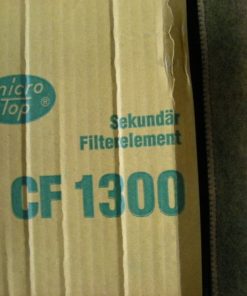 micro
Top®
Sekundär
Filterelement
CF 1300